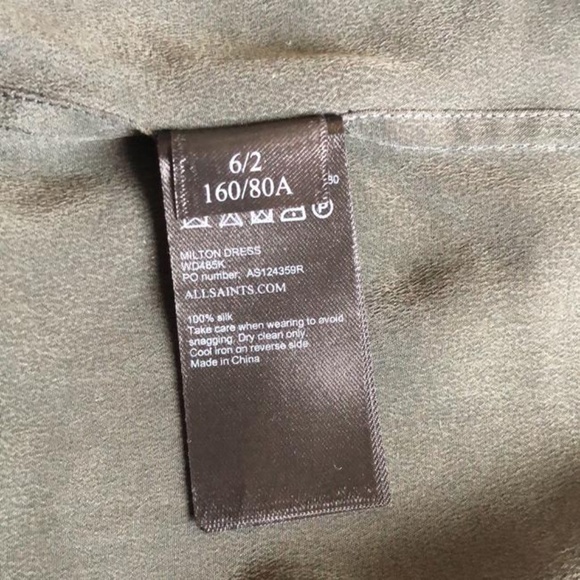 6/2
160/80A
P
MILTON DRESS
WD485K
PO number: AS124359R
ALLSAINTS.COM
100% silk
Take care when wearing to avoid
snagging. Dry clean only.
Cool iron on reverse side
Made in China